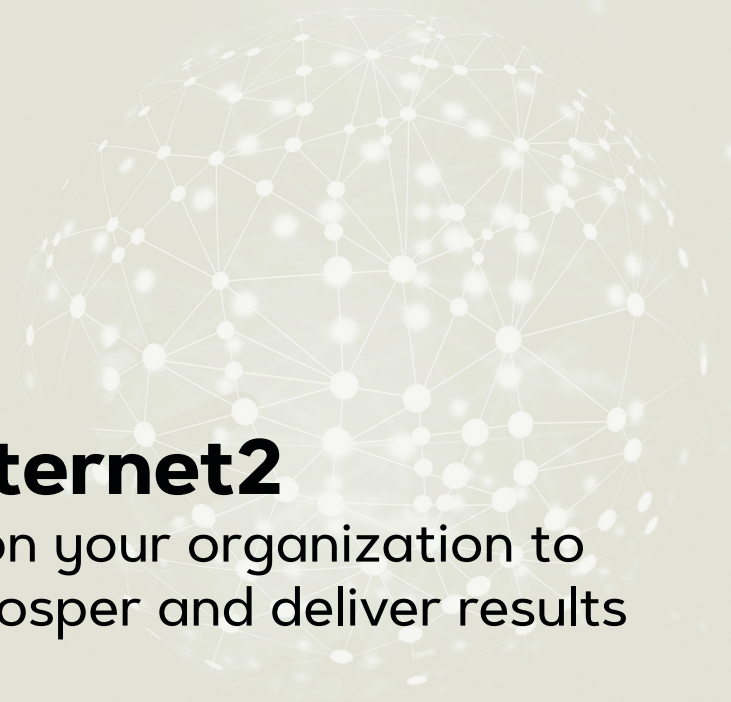 ternet2
on your organization to
osper and deliver results